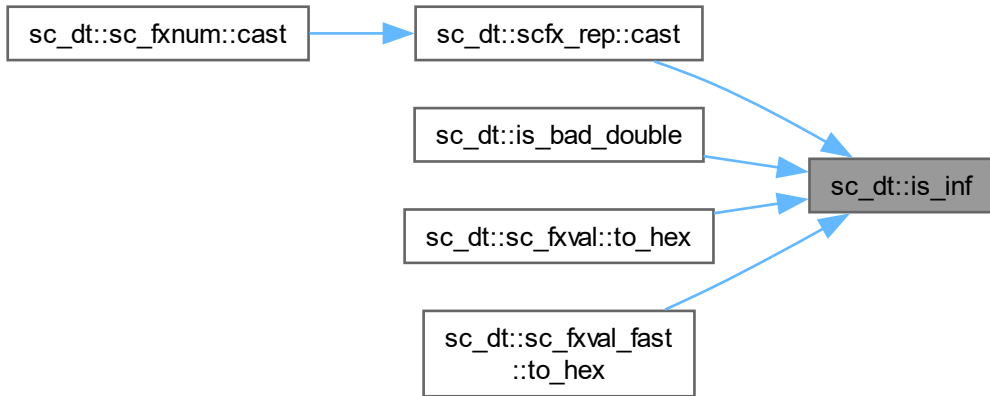 sc_dt::sc_fxnum::cast
sc_dt::scfx_rep::cast
sc_dt::is_bad_double
sc_dt::is_inf
sc_dt::sc_fxval::to_hex
sc_dt::sc_fxval_fast
::to_hex